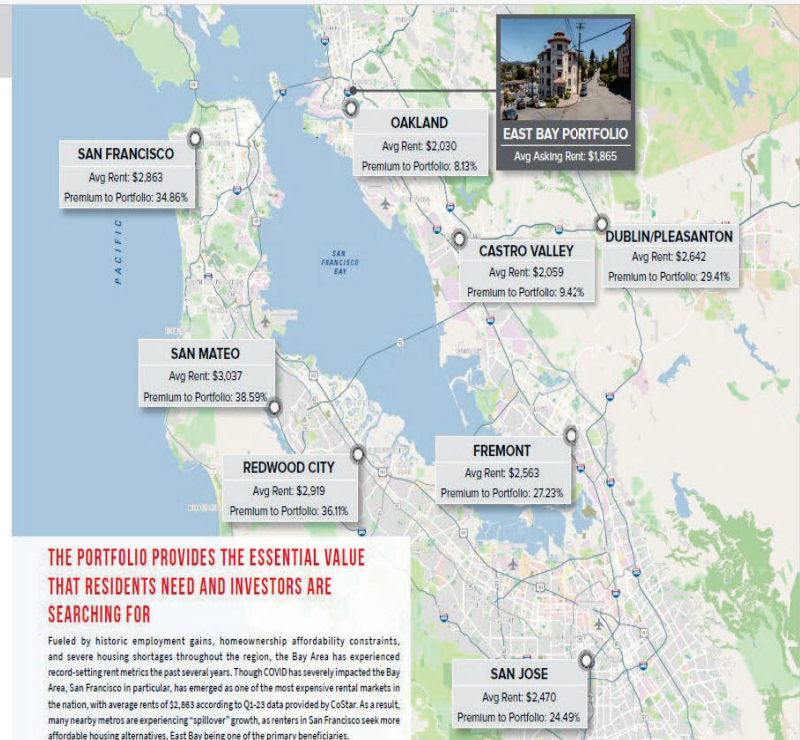 EAST BAY PORTFOLIO
Avg Asking Rent: $1,865
OAKLAND
Avg Rent: $2,030
Premium to Portfolio: 8.13%
SAN FRANCISCO
Avg Rent: $2,863
Premium to Portfolio: 34.86%
PACIFIC
SAN
FRANCISCO
BAY
CASTRO VALLEY
Avg Rent: $2,059
Premium to Portfolio: 9.42%
DUBLIN/PLEASANTON
Avg Rent: $2,642
Premium to Portfolio: 29.41%
SAN MATEO
Avg Rent: $3,037
Premium to Portfolio: 38.59%
REDWOOD CITY
Avg Rent: $2,919
Premium to Portfolio: 36.11%
FREMONT
Avg Rent: $2,563
Premium to Portfolio: 27.23%
THE PORTFOLIO PROVIDES THE ESSENTIAL VALUE
THAT RESIDENTS NEED AND INVESTORS ARE
SEARCHING FOR
Fueled by historic employment gains, homeownership affordability constraints,
and severe housing shortages throughout the region, the Bay Area has experienced
record-setting rent metrics the past several years. Though COVID has severely impacted the Bay
Area, San Francisco in particular, has emerged as one of the most expensive rental markets in
the nation, with average rents of $2,863 according to Q1-23 data provided by CoStar. As a result,
many nearby metros are experiencing "spillover" growth, as renters in San Francisco seek more
affordable housing alternatives, East Bay being one of the primary beneficiaries.
SAN JOSE
Avg Rent: $2,470
Premium to Portfolio: 24.49%